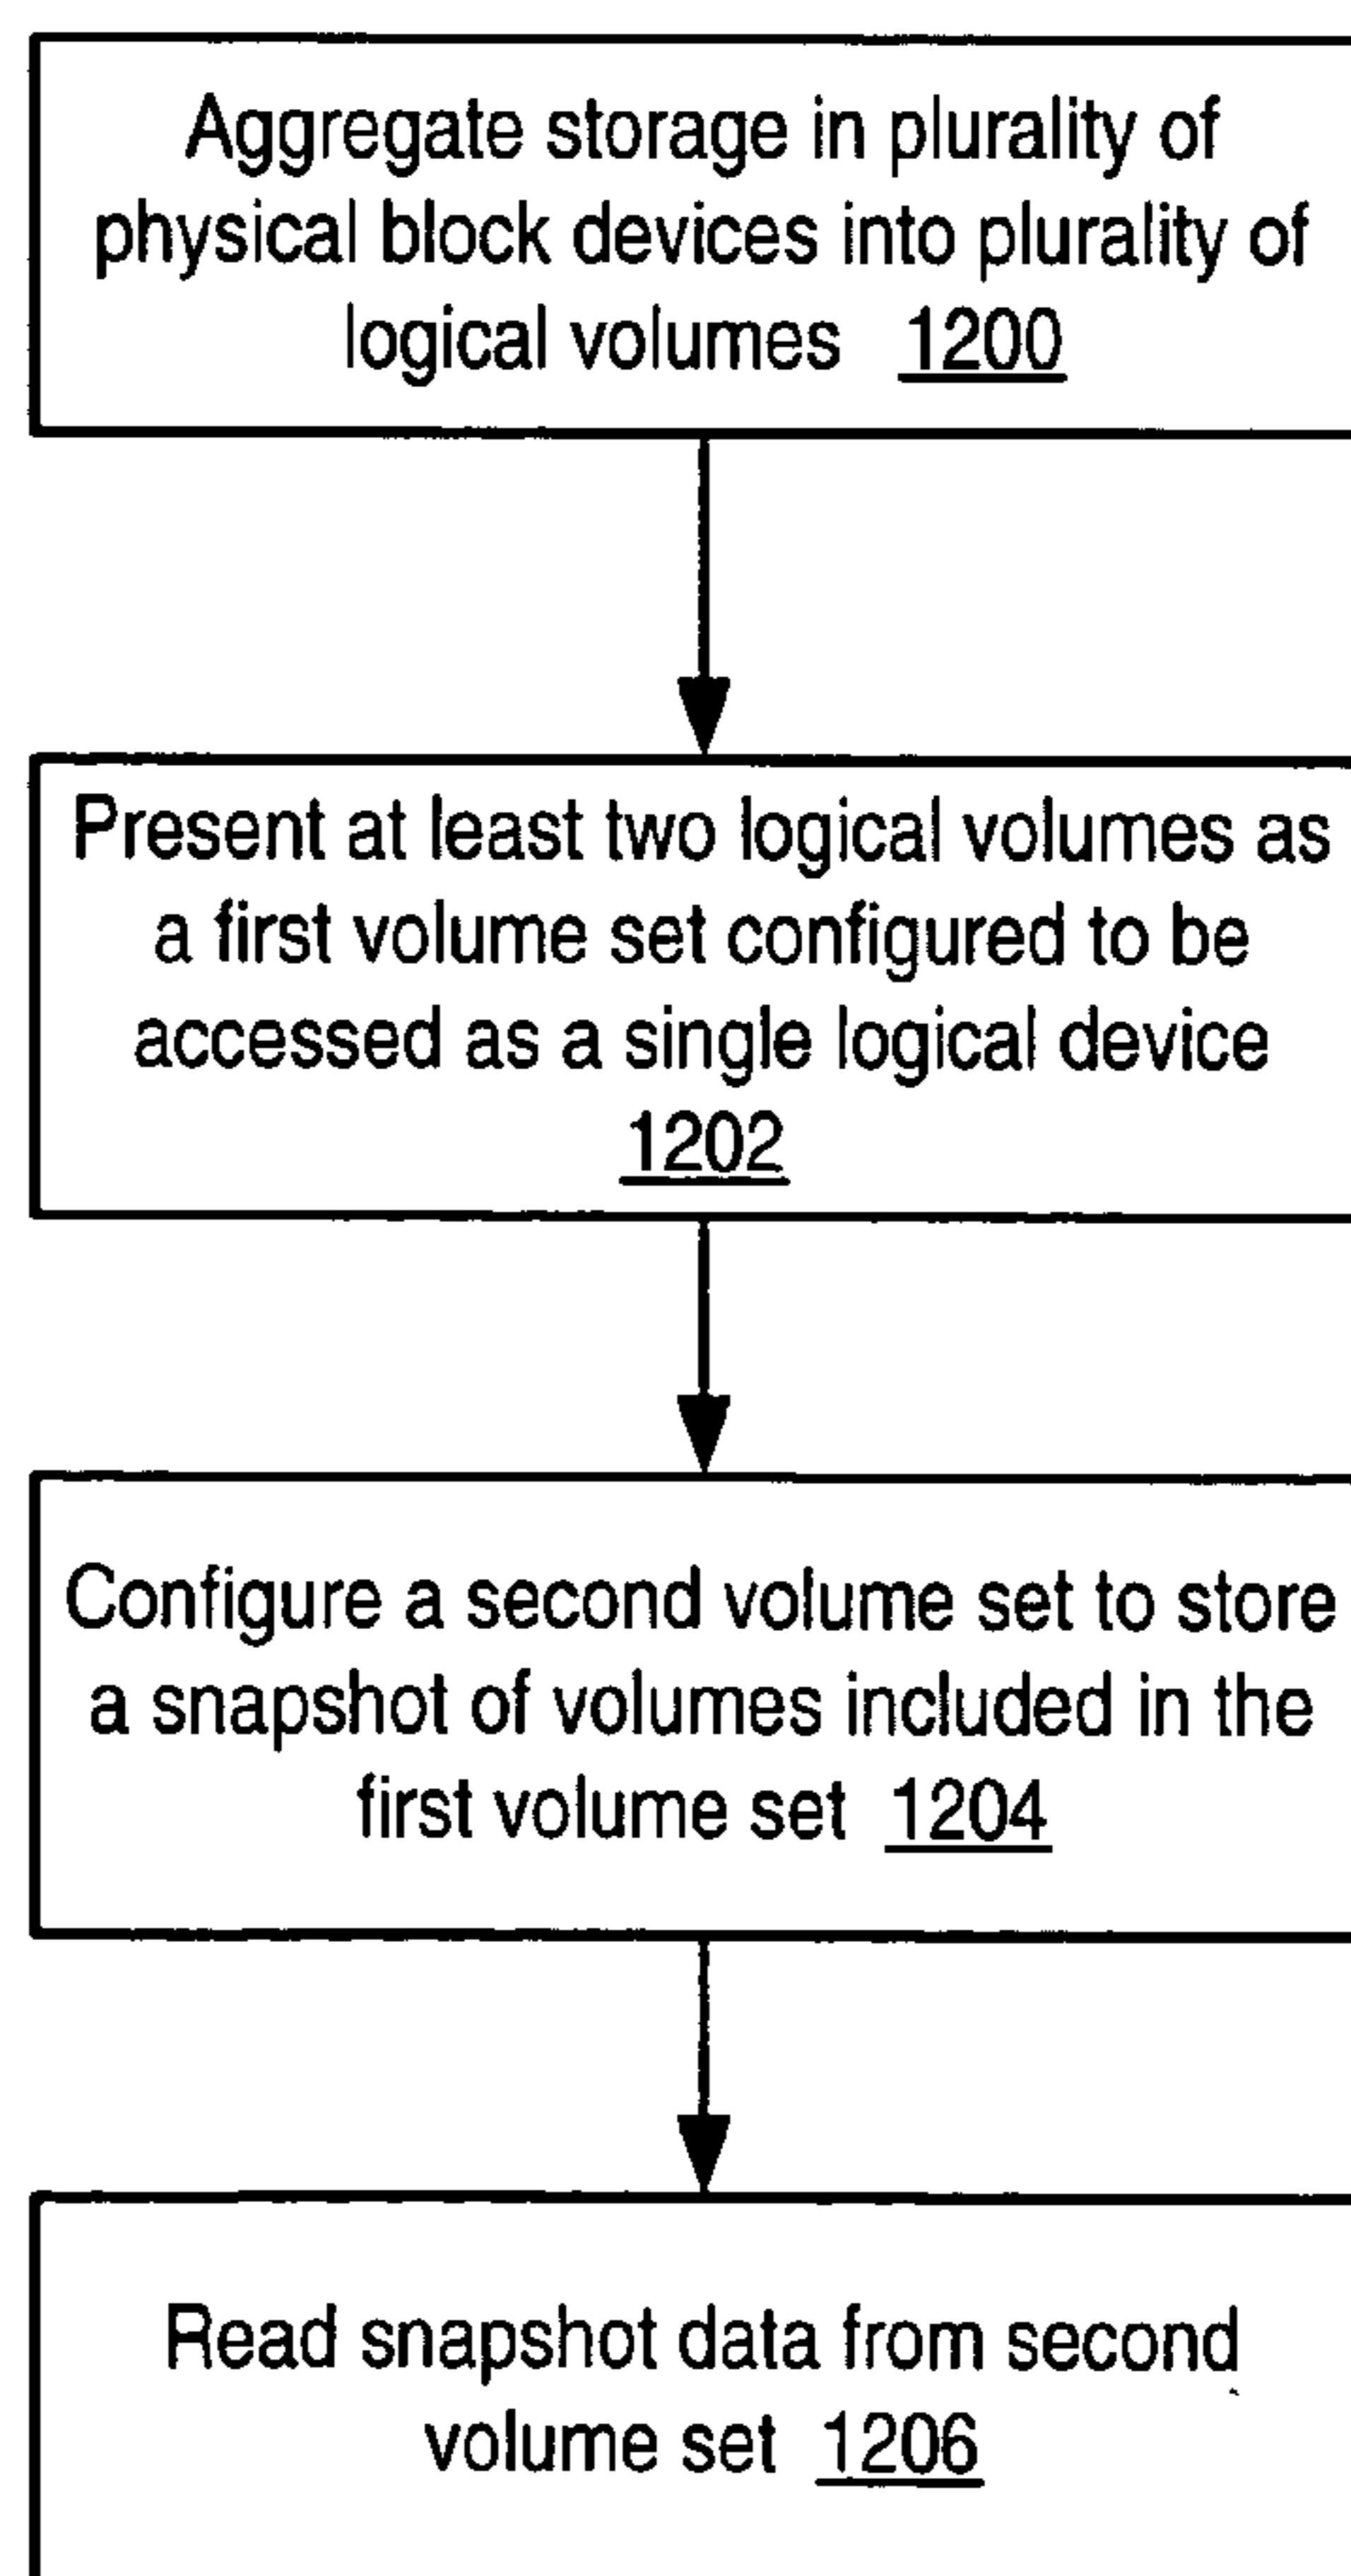 Aggregate storage in plurality of
physical block devices into plurality of
logical volumes 1200
Present at least two logical volumes as
a first volume set configured to be
accessed as a single logical device
1202
Configure a second volume set to store
a snapshot of volumes included in the
first volume set 1204
Read snapshot data from second
volume set 1206